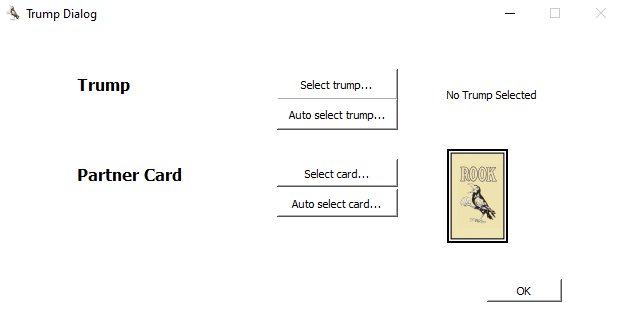 Trump Dialog
Trump
Select trump...
No Trump Selected
Auto select trump...
Partner Card
Select card...
Auto select card...
ROOK
OK